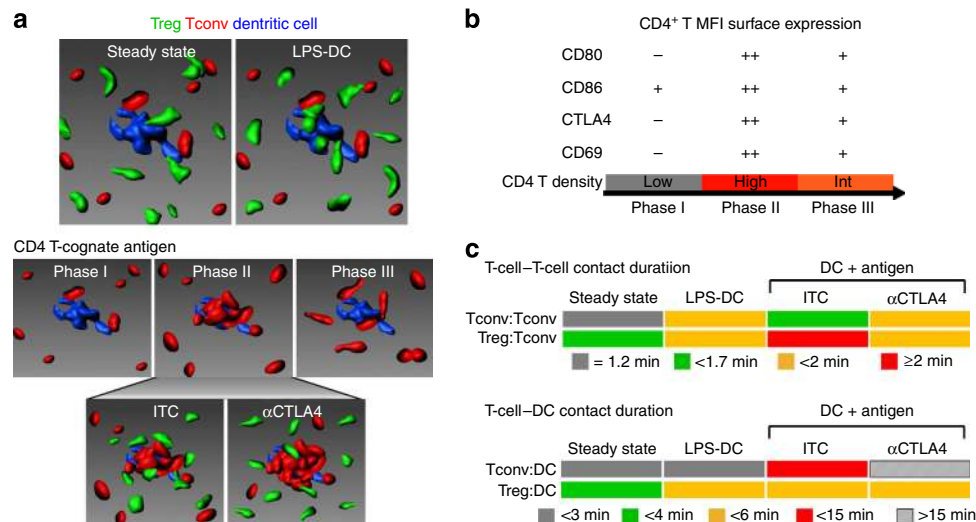 a
Treg Tconv dentritic cell
Steady state LPS-DC
CD4 T-cognate antigen
Phase I Phase II Phase III
ITC αCTLA4
b
CD4+ T MFI surface expression
CD80 – ++ +
CD86 + ++ +
CTLA4 – ++ +
CD69 – ++ +
CD4 T density Low High Int
Phase I Phase II Phase III
c
T-cell–T-cell contact duratiion DC + antigen
Steady state LPS-DC ITC αCTLA4
Tconv:Tconv
Treg:Tconv
= 1.2 min <1.7 min <2 min ≥2 min
T-cell–DC contact duration DC + antigen
Steady state LPS-DC ITC αCTLA4
Tconv:DC
Treg:DC
<3 min <4 min <6 min <15 min >15 min